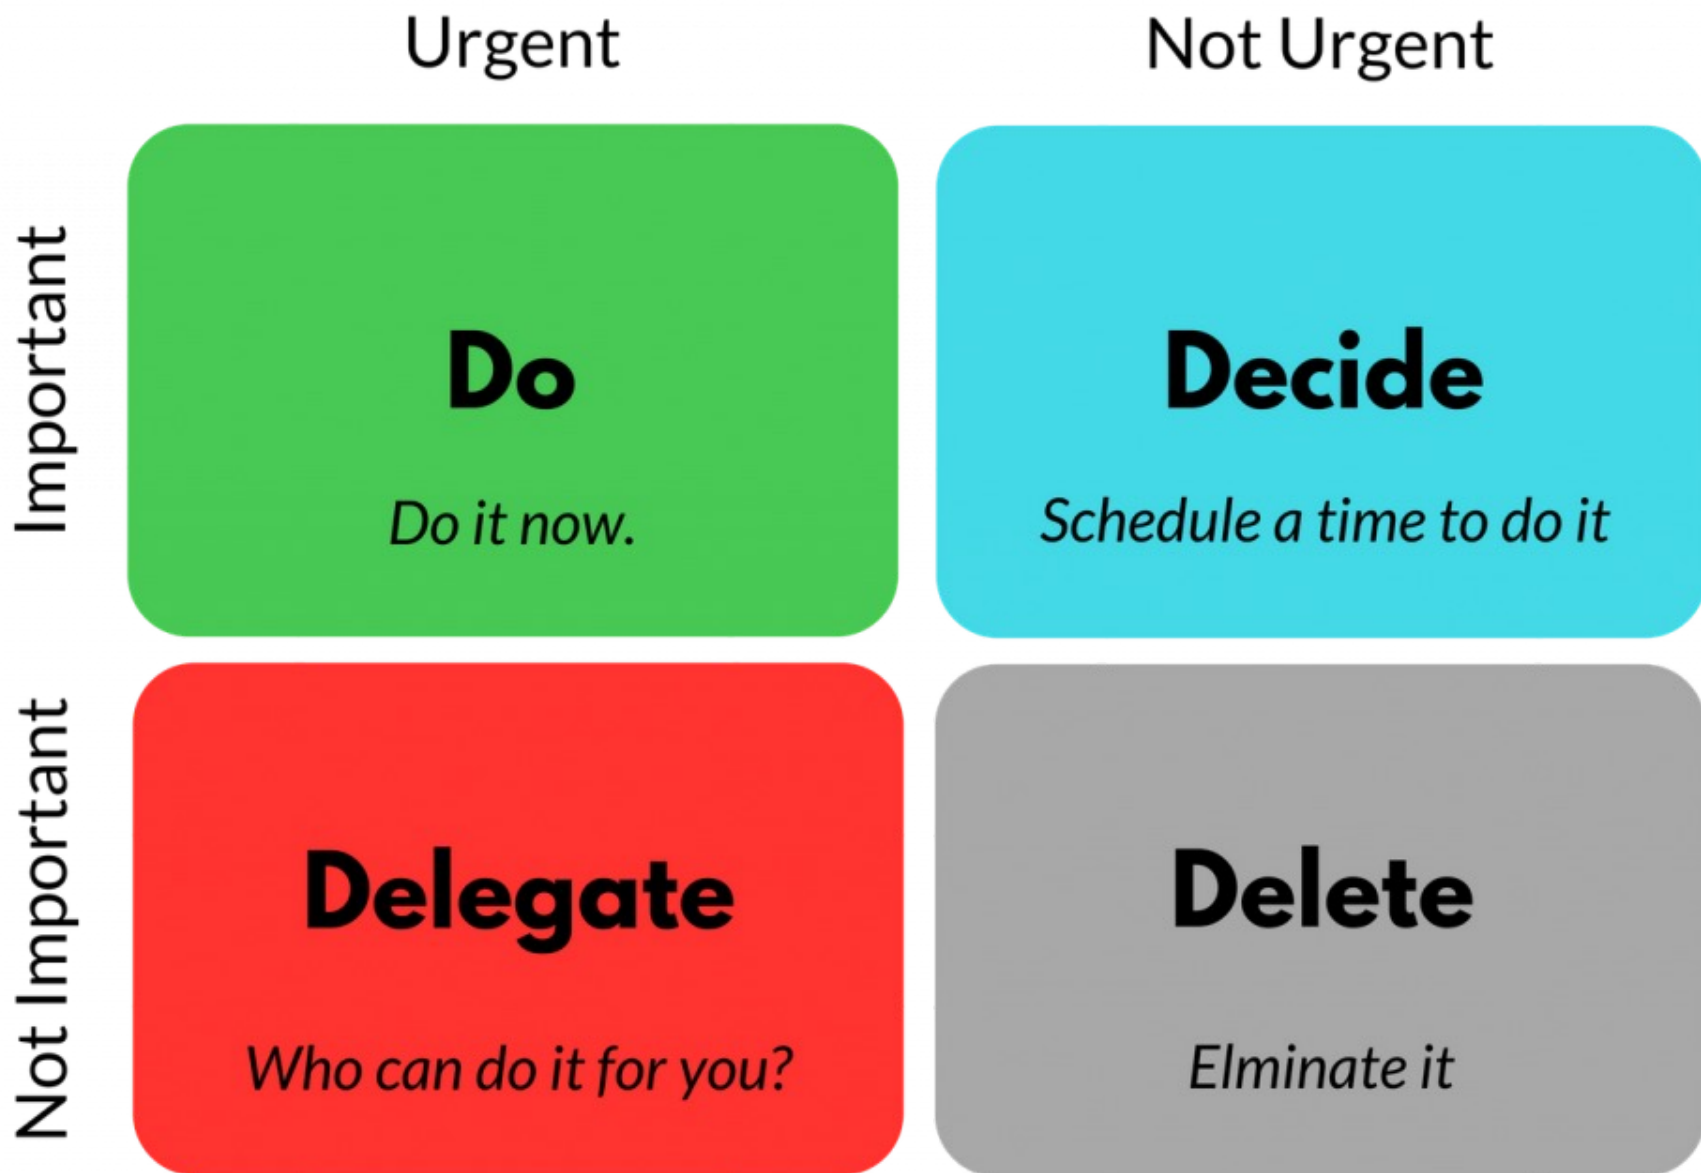 Urgent
Not Urgent
Important
Do
Do it now.
Decide
Schedule a time to do it
Not Important
Delegate
Who can do it for you?
Delete
Elminate it